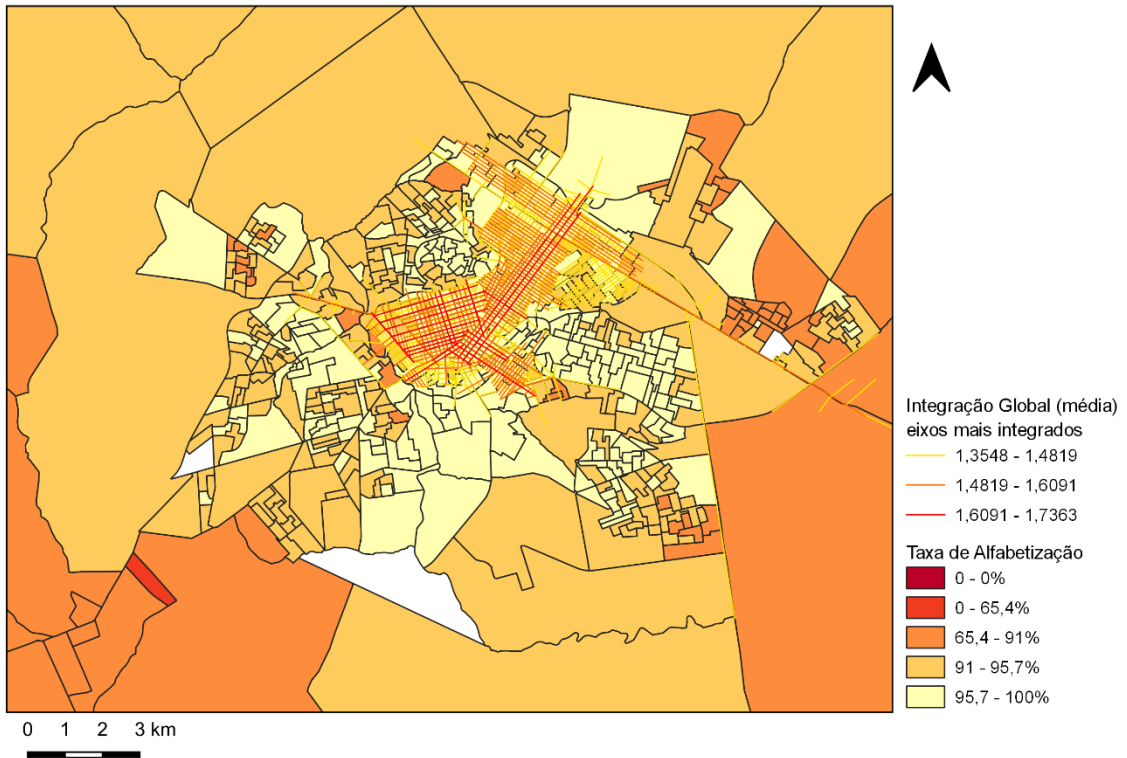 Integração Global (média)
eixos mais integrados
1,3548 - 1,4819
1,4819 - 1,6091
1,6091 - 1,7363
Taxa de Alfabetização
0 - 0%
0 - 65,4%
65,4 - 91%
91 - 95,7%
95,7 - 100%
0 1 2 3 km